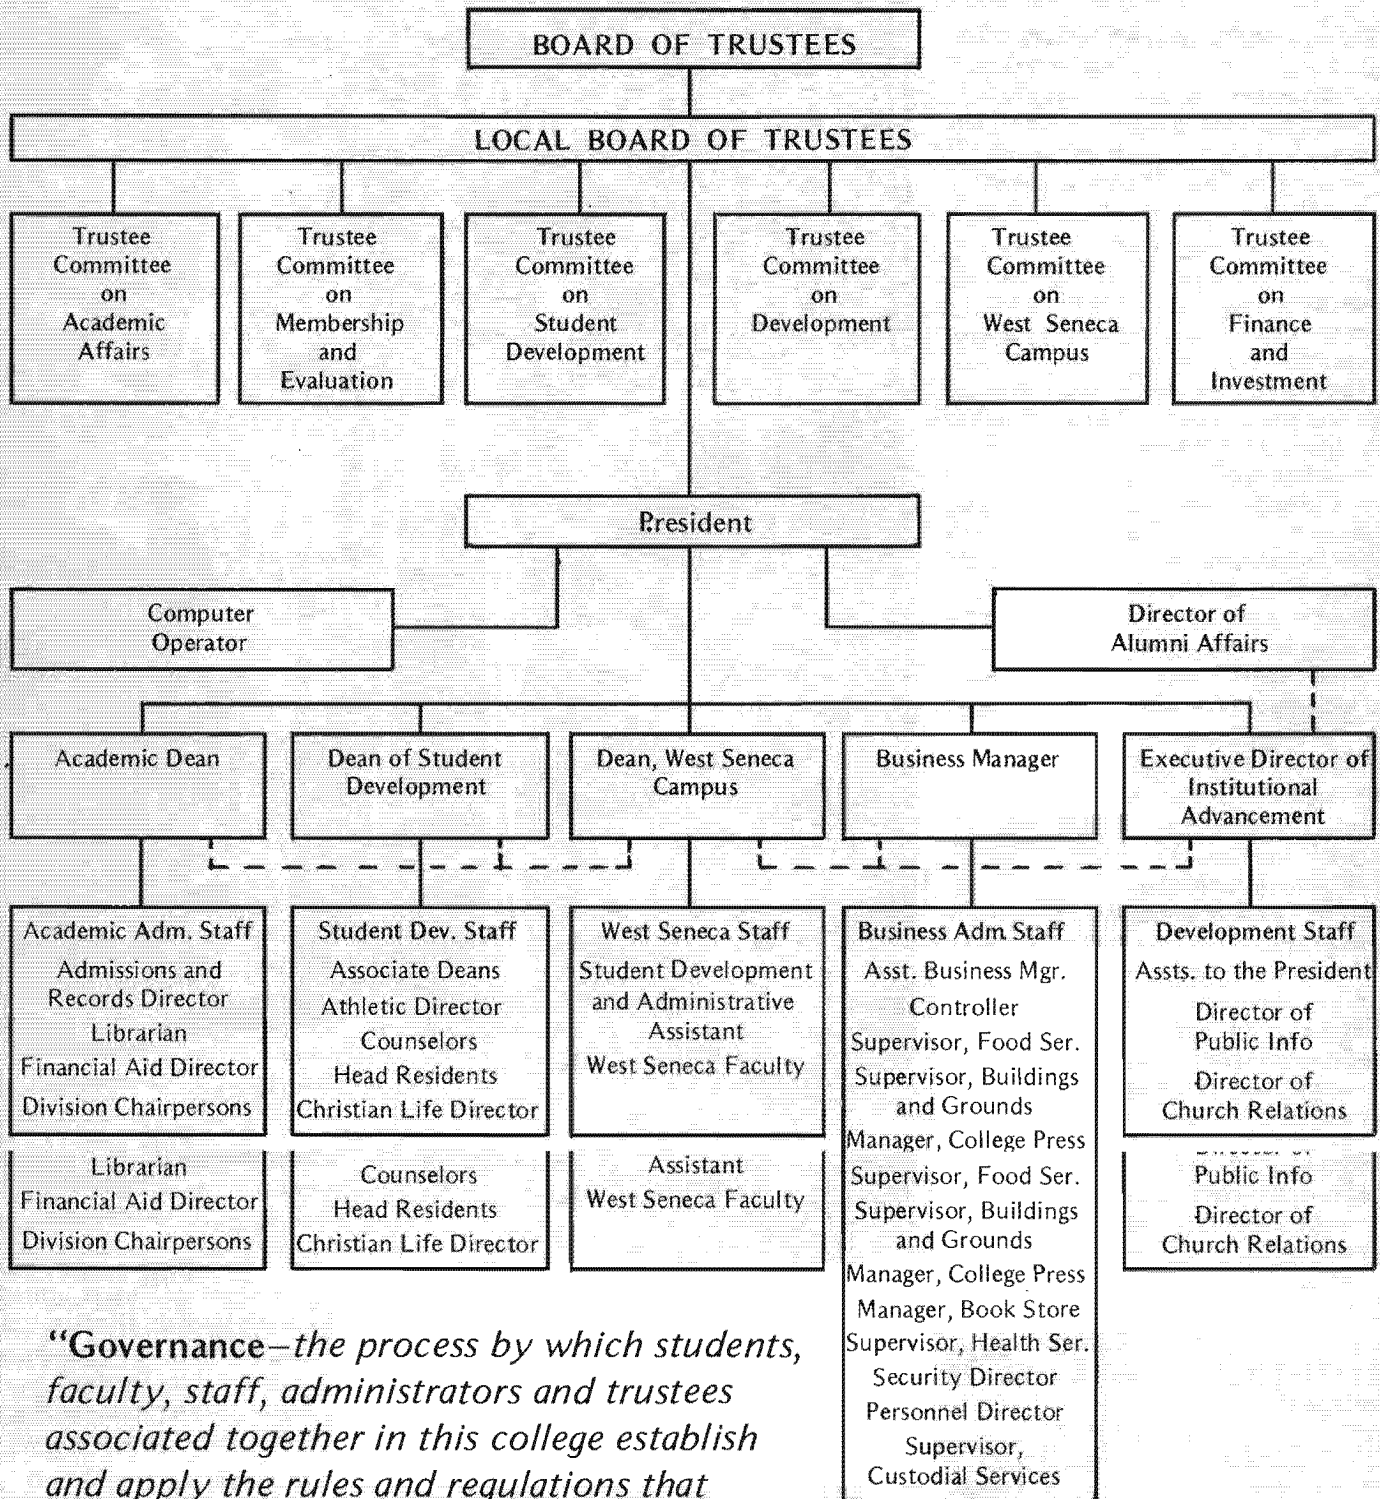 BOARD OF TRUSTEES
LOCAL BOARD OF TRUSTEES
Trustee
Committee
on
Academic
Affairs
Trustee
Committee
on
Membership
and
Evaluation
Trustee
Committee
on
Student
Development
Trustee
Committee
on
Development
Trustee
Committee
on
West Seneca
Campus
Trustee
Committee
on
Finance
and
Investment
President
Computer
Operator
Director of
Alumni Affairs
Academic Dean
Dean of Student
Development
Dean, West Seneca
Campus
Business Manager
Executive Director of
Institutional
Advancement
Academic Adm. Staff
Admissions and
Records Director
Librarian
Financial Aid Director
Division Chairpersons
Librarian
Financial Aid Director
Division Chairpersons
Student Dev. Staff
Associate Deans
Athletic Director
Counselors
Head Residents
Christian Life Director
Counselors
Head Residents
Christian Life Director
West Seneca Staff
Student Development
and Administrative
Assistant
West Seneca Faculty
Assistant
West Seneca Faculty
Business Adm. Staff
Asst. Business Mgr.
Controller
Supervisor, Food Ser.
Supervisor, Buildings
and Grounds
Manager, College Press
Supervisor, Food Ser.
Supervisor, Buildings
and Grounds
Manager, College Press
Manager, Book Store
Supervisor, Health Ser.
Security Director
Personnel Director
Supervisor,
Custodial Services
Development Staff
Assts. to the President
Director of
Public Info
Director of
Church Relations
Director of
Public Info
Director of
Church Relations
“Governance—the process by which students,
faculty, staff, administrators and trustees
associated together in this college establish
and apply the rules and regulations that